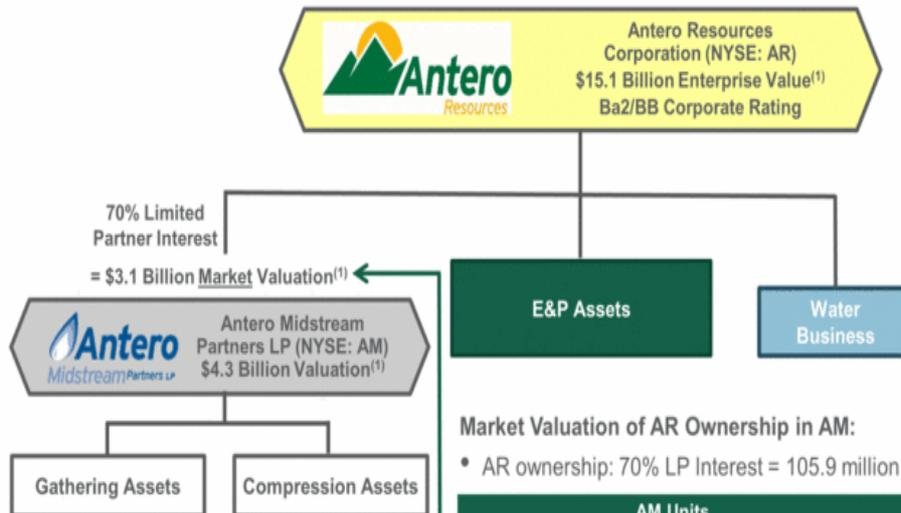 Antero
Resources
Antero Resources
Corporation (NYSE: AR)
$15.1 Billion Enterprise Value(1)
Ba2/BB Corporate Rating
70% Limited
Partner Interest
= $3.1 Billion Market Valuation(1)
E&P Assets
Water
Business
Antero
Midstream Partners LP
Antero Midstream
Partners LP (NYSE: AM)
$4.3 Billion Valuation(1)
Market Valuation of AR Ownership in AM:
• AR ownership: 70% LP Interest = 105.9 million
Gathering Assets
Compression Assets
AM Units